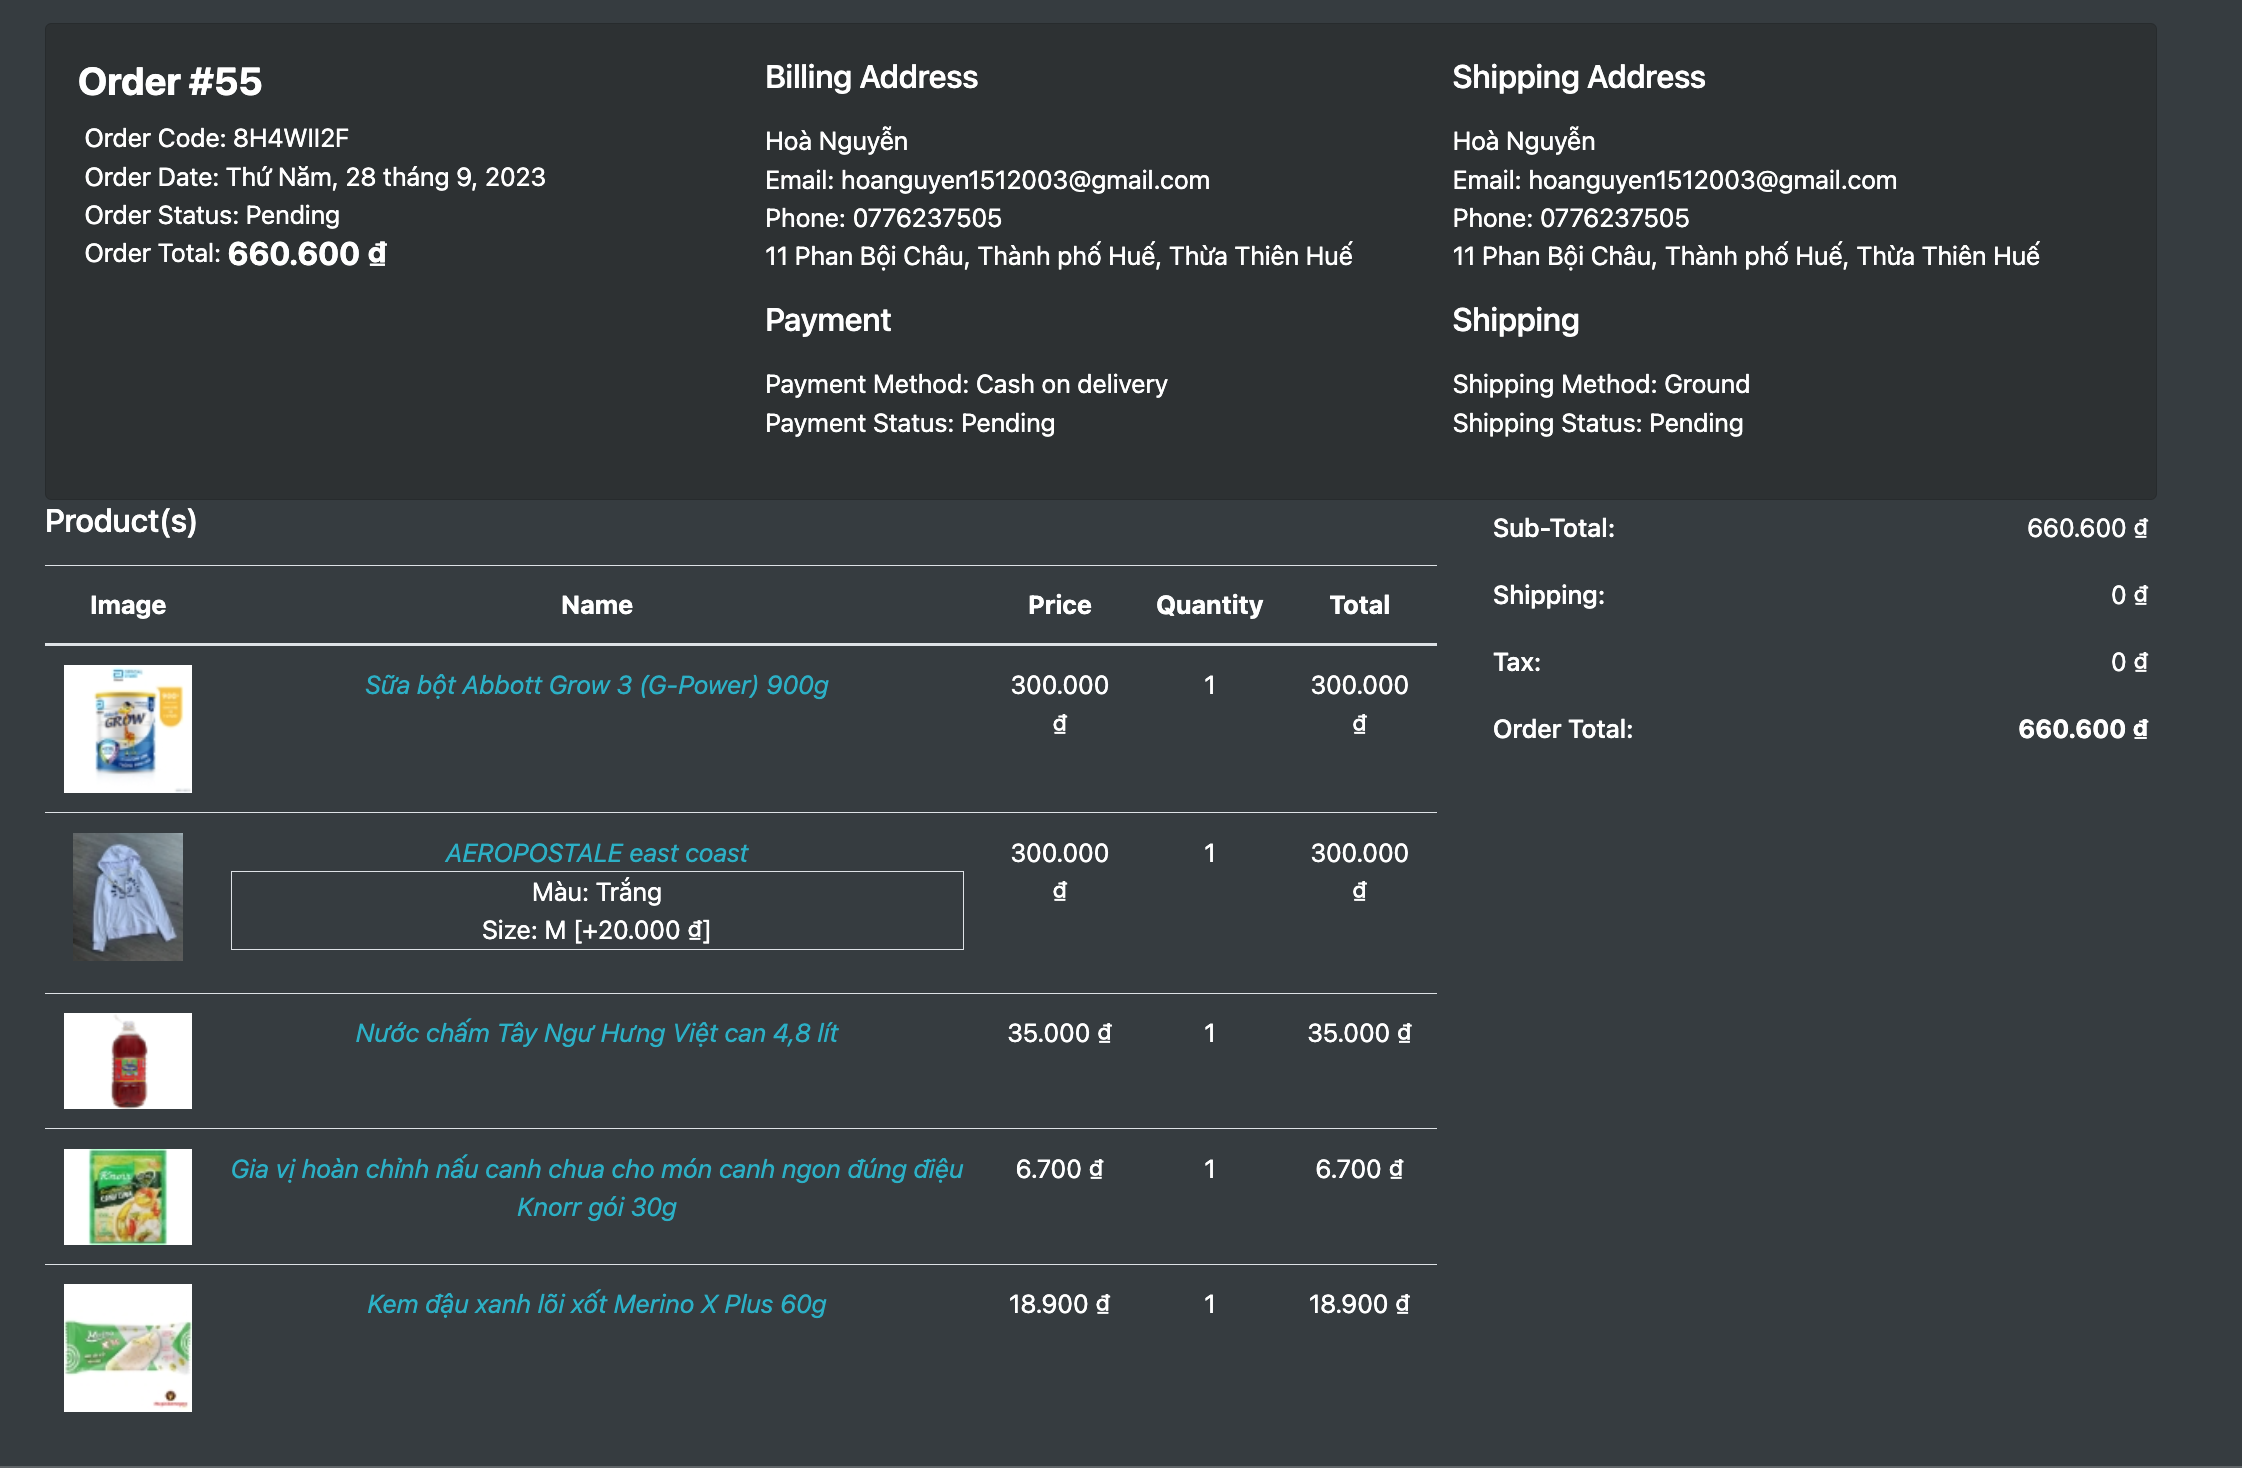 Order #55
Order Code: 8H4WII2F
Order Date: Thứ Năm, 28 tháng 9, 2023
Order Status: Pending
Order Total: 660.600 ₫
Billing Address
Hoà Nguyễn
Email: hoanguyen1512003@gmail.com
Phone: 0776237505
11 Phan Bội Châu, Thành phố Huế, Thừa Thiên Huế
Payment
Payment Method: Cash on delivery
Payment Status: Pending
Shipping Address
Hoà Nguyễn
Email: hoanguyen1512003@gmail.com
Phone: 0776237505
11 Phan Bội Châu, Thành phố Huế, Thừa Thiên Huế
Shipping
Shipping Method: Ground
Shipping Status: Pending
Product(s)
Image Name Price Quantity Total
GROW
Sữa bột Abbott Grow 3 (G-Power) 900g 300.000 1 300.000
₫ ₫
AEROPOSTALE east coast 300.000 1 300.000
Màu: Trắng ₫ ₫
Size: M [+20.000 ₫]
Nước chấm Tây Ngư Hưng Việt can 4,8 lít 35.000 ₫ 1 35.000 ₫
Knorr
Gia vị hoàn chỉnh nấu canh chua cho món canh ngon đúng điệu 6.700 ₫ 1 6.700 ₫
Knorr gói 30g
Kem đậu xanh lõi xốt Merino X Plus 60g 18.900 ₫ 1 18.900 ₫
Merino
Sub-Total: 660.600 ₫
Shipping: 0 ₫
Tax: 0 ₫
Order Total: 660.600 ₫